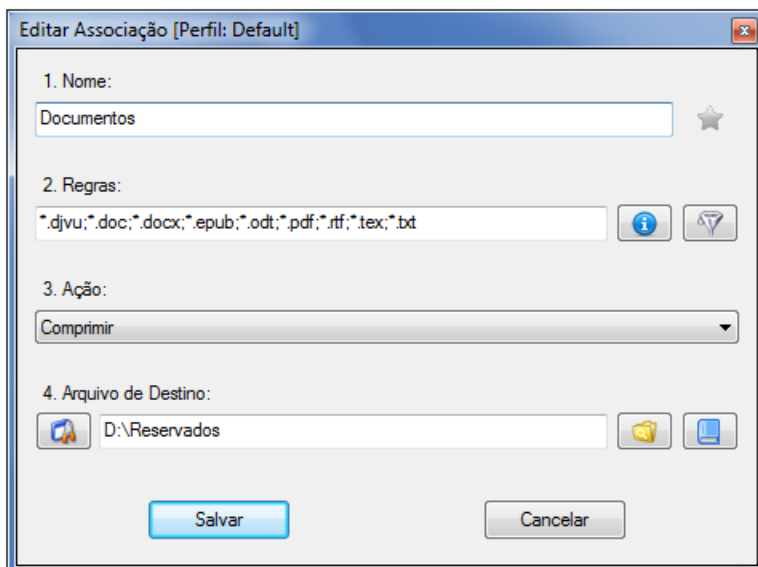 Editar Associação [Perfil: Default]
1. Nome:
Documentos
2. Regras:
*.djvu;*.doc;*.docx;*.epub;*.odt;*.pdf;*.rtf;*.tex;*.txt
3. Ação:
Comprimir
4. Arquivo de Destino:
D:\Reservados
Salvar Cancelar